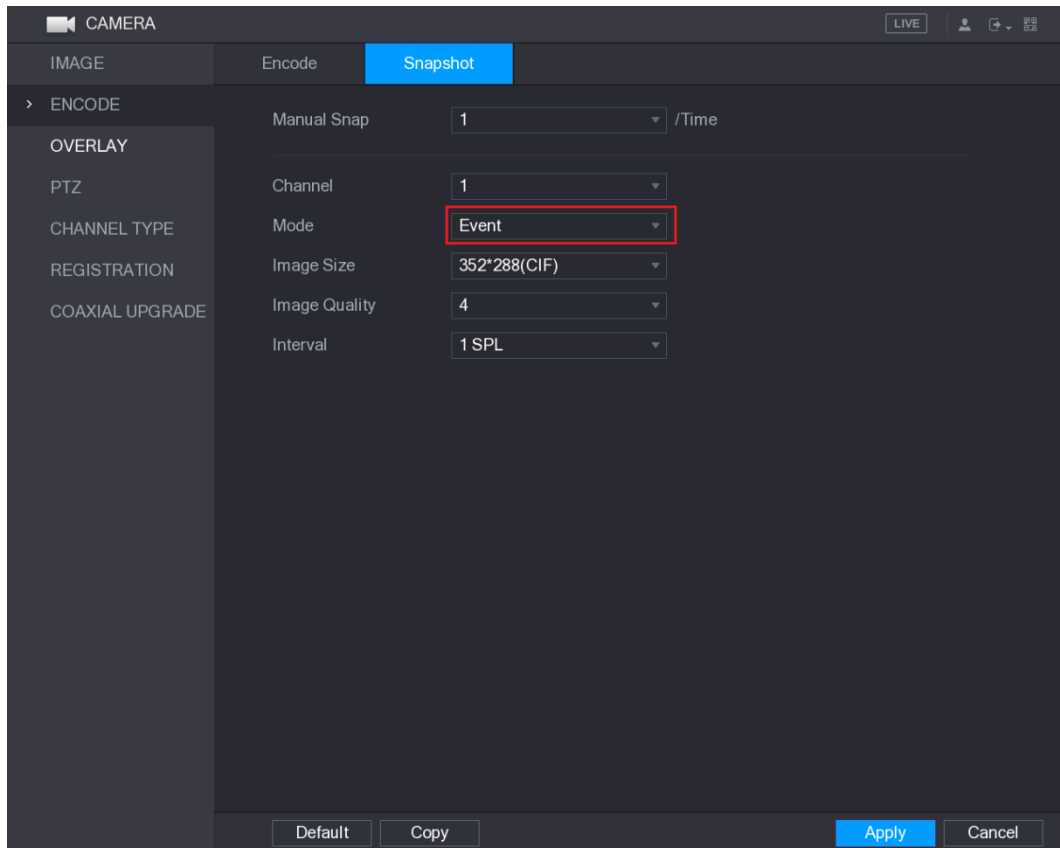 CAMERA
LIVE
IMAGE
ENCODE
OVERLAY
PTZ
CHANNEL TYPE
REGISTRATION
COAXIAL UPGRADE
Encode Snapshot
Manual Snap 1 /Time
Channel 1
Mode Event
Image Size 352*288(CIF)
Image Quality 4
Interval 1 SPL
Default Copy Apply Cancel